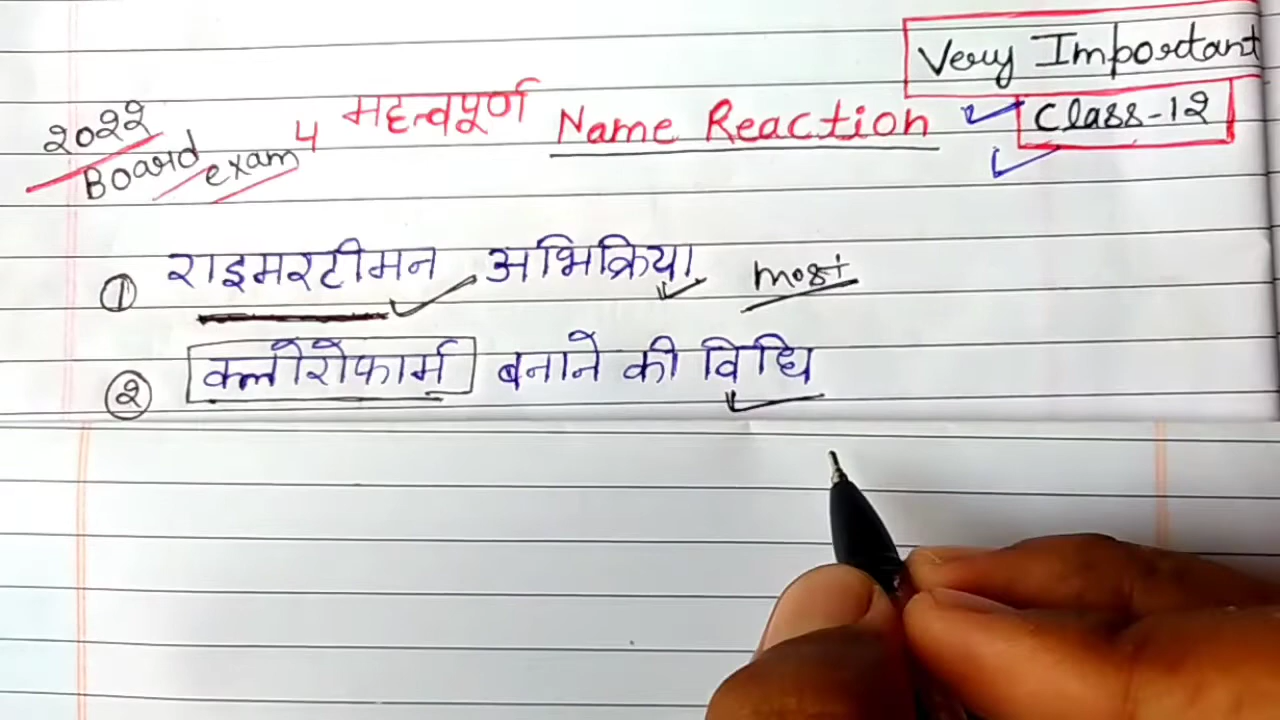 Very Important
2022 Board exam 4 महत्वपूर्ण Name Reaction Class-12
① राइमरटीमन अभिक्रिया most
② क्लोरोफार्म बनाने की विधि